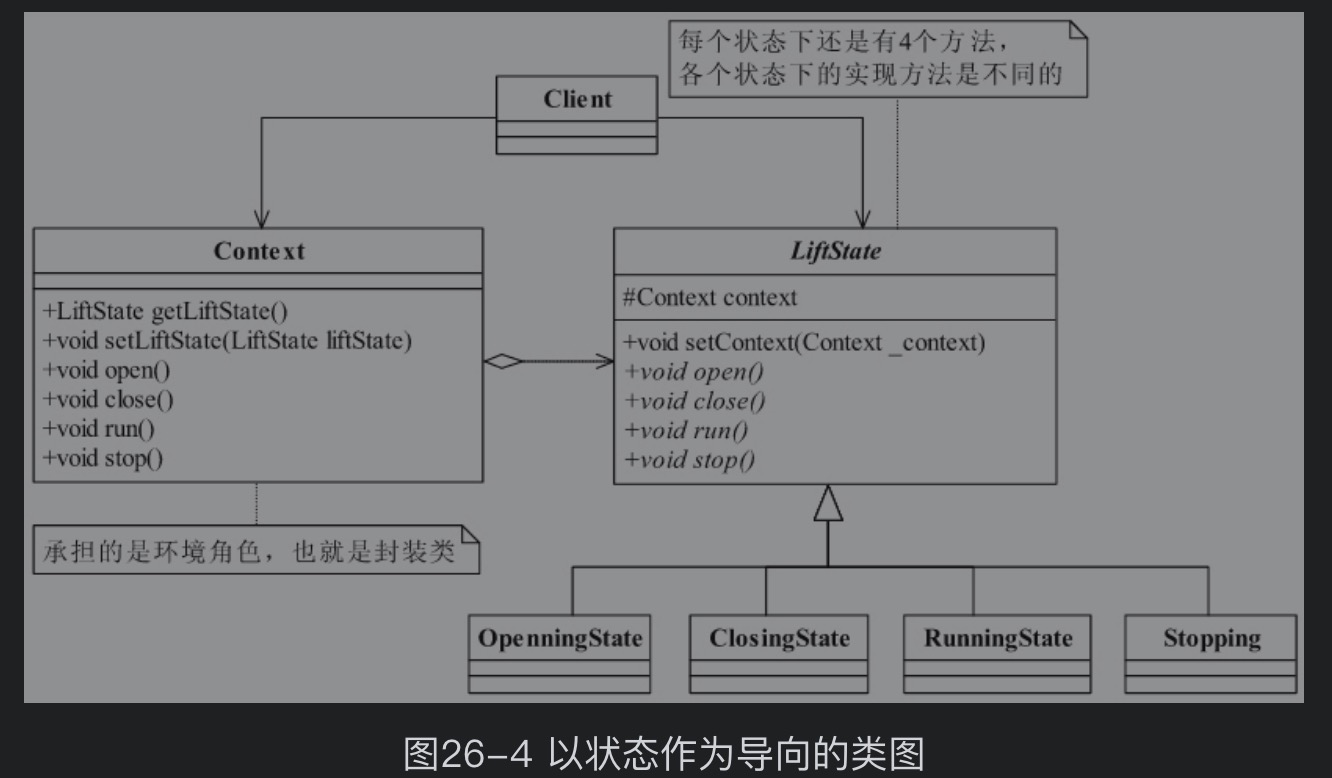 每个状态下还是有4个方法，
各个状态下的实现方法是不同的
Client
Context
+LiftState getLiftState()
+void setLiftState(LiftState liftState)
+void open()
+void close()
+void run()
+void stop()
LiftState
#Context context
+void setContext(Context _context)
+void open()
+void close()
+void run()
+void stop()
承担的是环境角色，也就是封装类
OpenningState
ClosingState
RunningState
Stopping
图26-4 以状态作为导向的类图